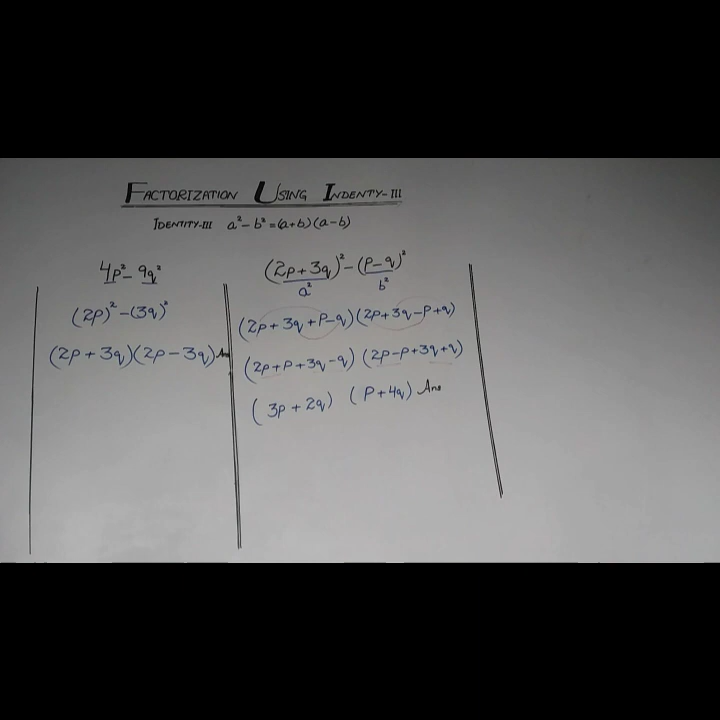 FACTORIZATION USING INDENTY-III
IDENTITY-III a²-b²=(a+b)(a-b)
4p²-9q²
(2p)²-(3q)²
(2p+3q)(2p-3q) Ans
(2p+3q)²-(p-q)²
a² b²
(2p+3q+p-q)(2p+3q-p+q)
(2p+p+3q-q) (2p-p+3q+q)
(3p+2q) (p+4q) Ans